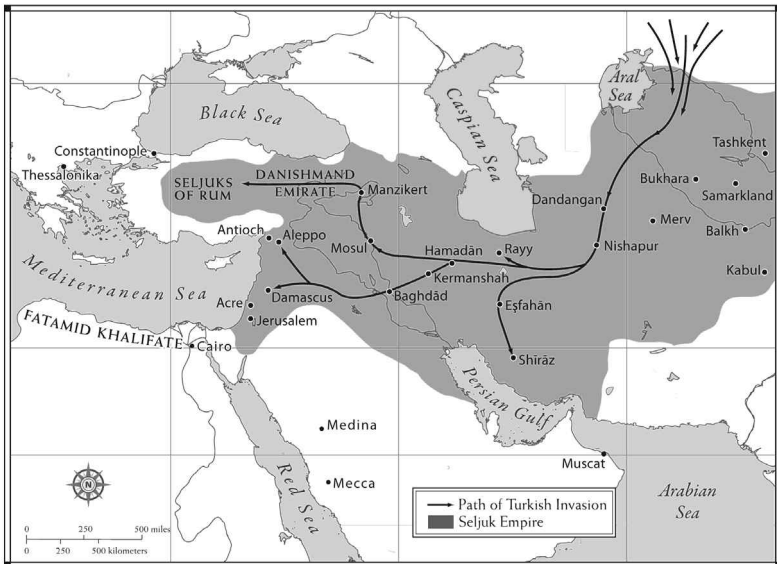 Aral
Sea
Black Sea
Caspian Sea
Constantinople
Thessalonika
Tashkent
DANISHMAND
EMIRATE
SELJUKS
OF RUM
Manzikert
Bukhara
Samarkland
Dandangan
Merv
Balkh
Antioch
Aleppo
Mosul
Hamadān
Rayy
Nishapur
Kermanshah
Kabul
Mediterranean Sea
Damascus
Baghdād
Eşfahān
Acre
Jerusalem
FATAMID KHALIFATE
Cairo
Shīrāz
Persian Gulf
Medina
Muscat
Red Sea
Mecca
N
Arabian
Sea
Path of Turkish Invasion
Seljuk Empire
0 250 500 miles
0 250 500 kilometers